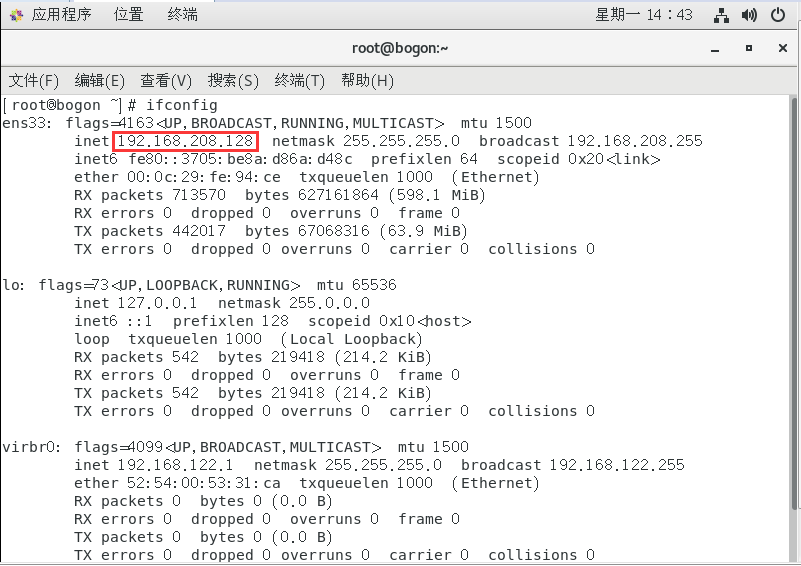 应用程序 位置 终端 星期一 14:43
root@bogon:~
文件(F) 编辑(E) 查看(V) 搜索(S) 终端(T) 帮助(H)
[root@bogon ~]# ifconfig
ens33: flags=4163<UP,BROADCAST,RUNNING,MULTICAST> mtu 1500
inet 192.168.208.128 netmask 255.255.255.0 broadcast 192.168.208.255
inet6 fe80::3705:be8a:d86a:d48c prefixlen 64 scopeid 0x20<link>
ether 00:0c:29:fe:94:ce txqueuelen 1000 (Ethernet)
RX packets 713570 bytes 627161864 (598.1 MiB)
RX errors 0 dropped 0 overruns 0 frame 0
TX packets 442017 bytes 67068316 (63.9 MiB)
TX errors 0 dropped 0 overruns 0 carrier 0 collisions 0
lo: flags=73<UP,LOOPBACK,RUNNING> mtu 65536
inet 127.0.0.1 netmask 255.0.0.0
inet6 ::1 prefixlen 128 scopeid 0x10<host>
loop txqueuelen 1000 (Local Loopback)
RX packets 542 bytes 219418 (214.2 KiB)
RX errors 0 dropped 0 overruns 0 frame 0
TX packets 542 bytes 219418 (214.2 KiB)
TX errors 0 dropped 0 overruns 0 carrier 0 collisions 0
virbr0: flags=4099<UP,BROADCAST,MULTICAST> mtu 1500
inet 192.168.122.1 netmask 255.255.255.0 broadcast 192.168.122.255
ether 52:54:00:53:31:ca txqueuelen 1000 (Ethernet)
RX packets 0 bytes 0 (0.0 B)
RX errors 0 dropped 0 overruns 0 frame 0
TX packets 0 bytes 0 (0.0 B)
TX errors 0 dropped 0 overruns 0 carrier 0 collisions 0